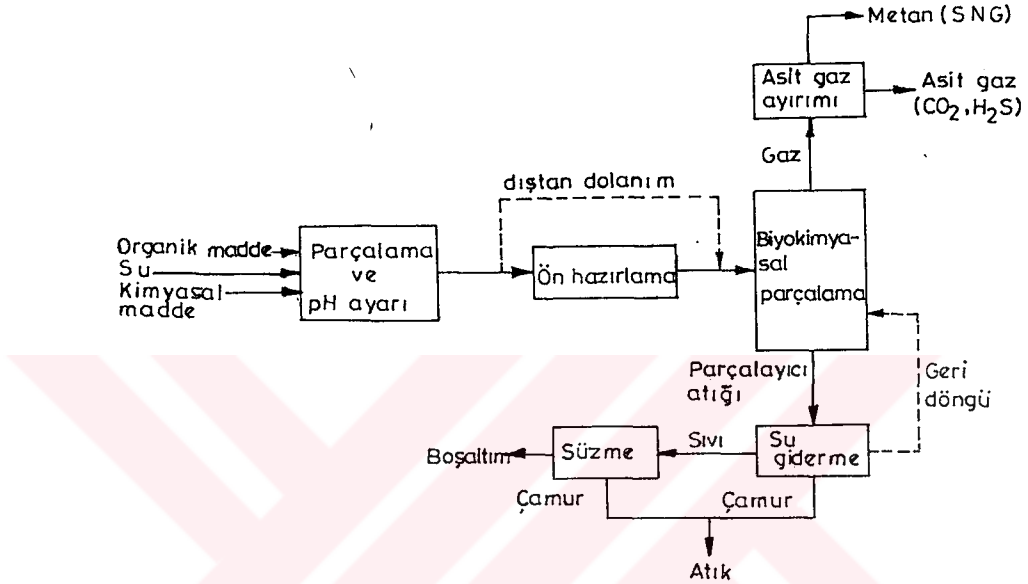 Metan (SNG)
Asit gaz
ayırımı
Asit gaz
(CO2, H2S)
Gaz
dıştan dolanım
Organik madde
Su
Kimyasal
madde
Parçalama
ve
pH ayarı
Ön hazırlama
Biyokimya-
sal
parçalama
Parçalayıcı
atığı
Geri
döngü
Su
giderme
Sıvı
Süzme
Boşaltım
Çamur
Çamur
Atık